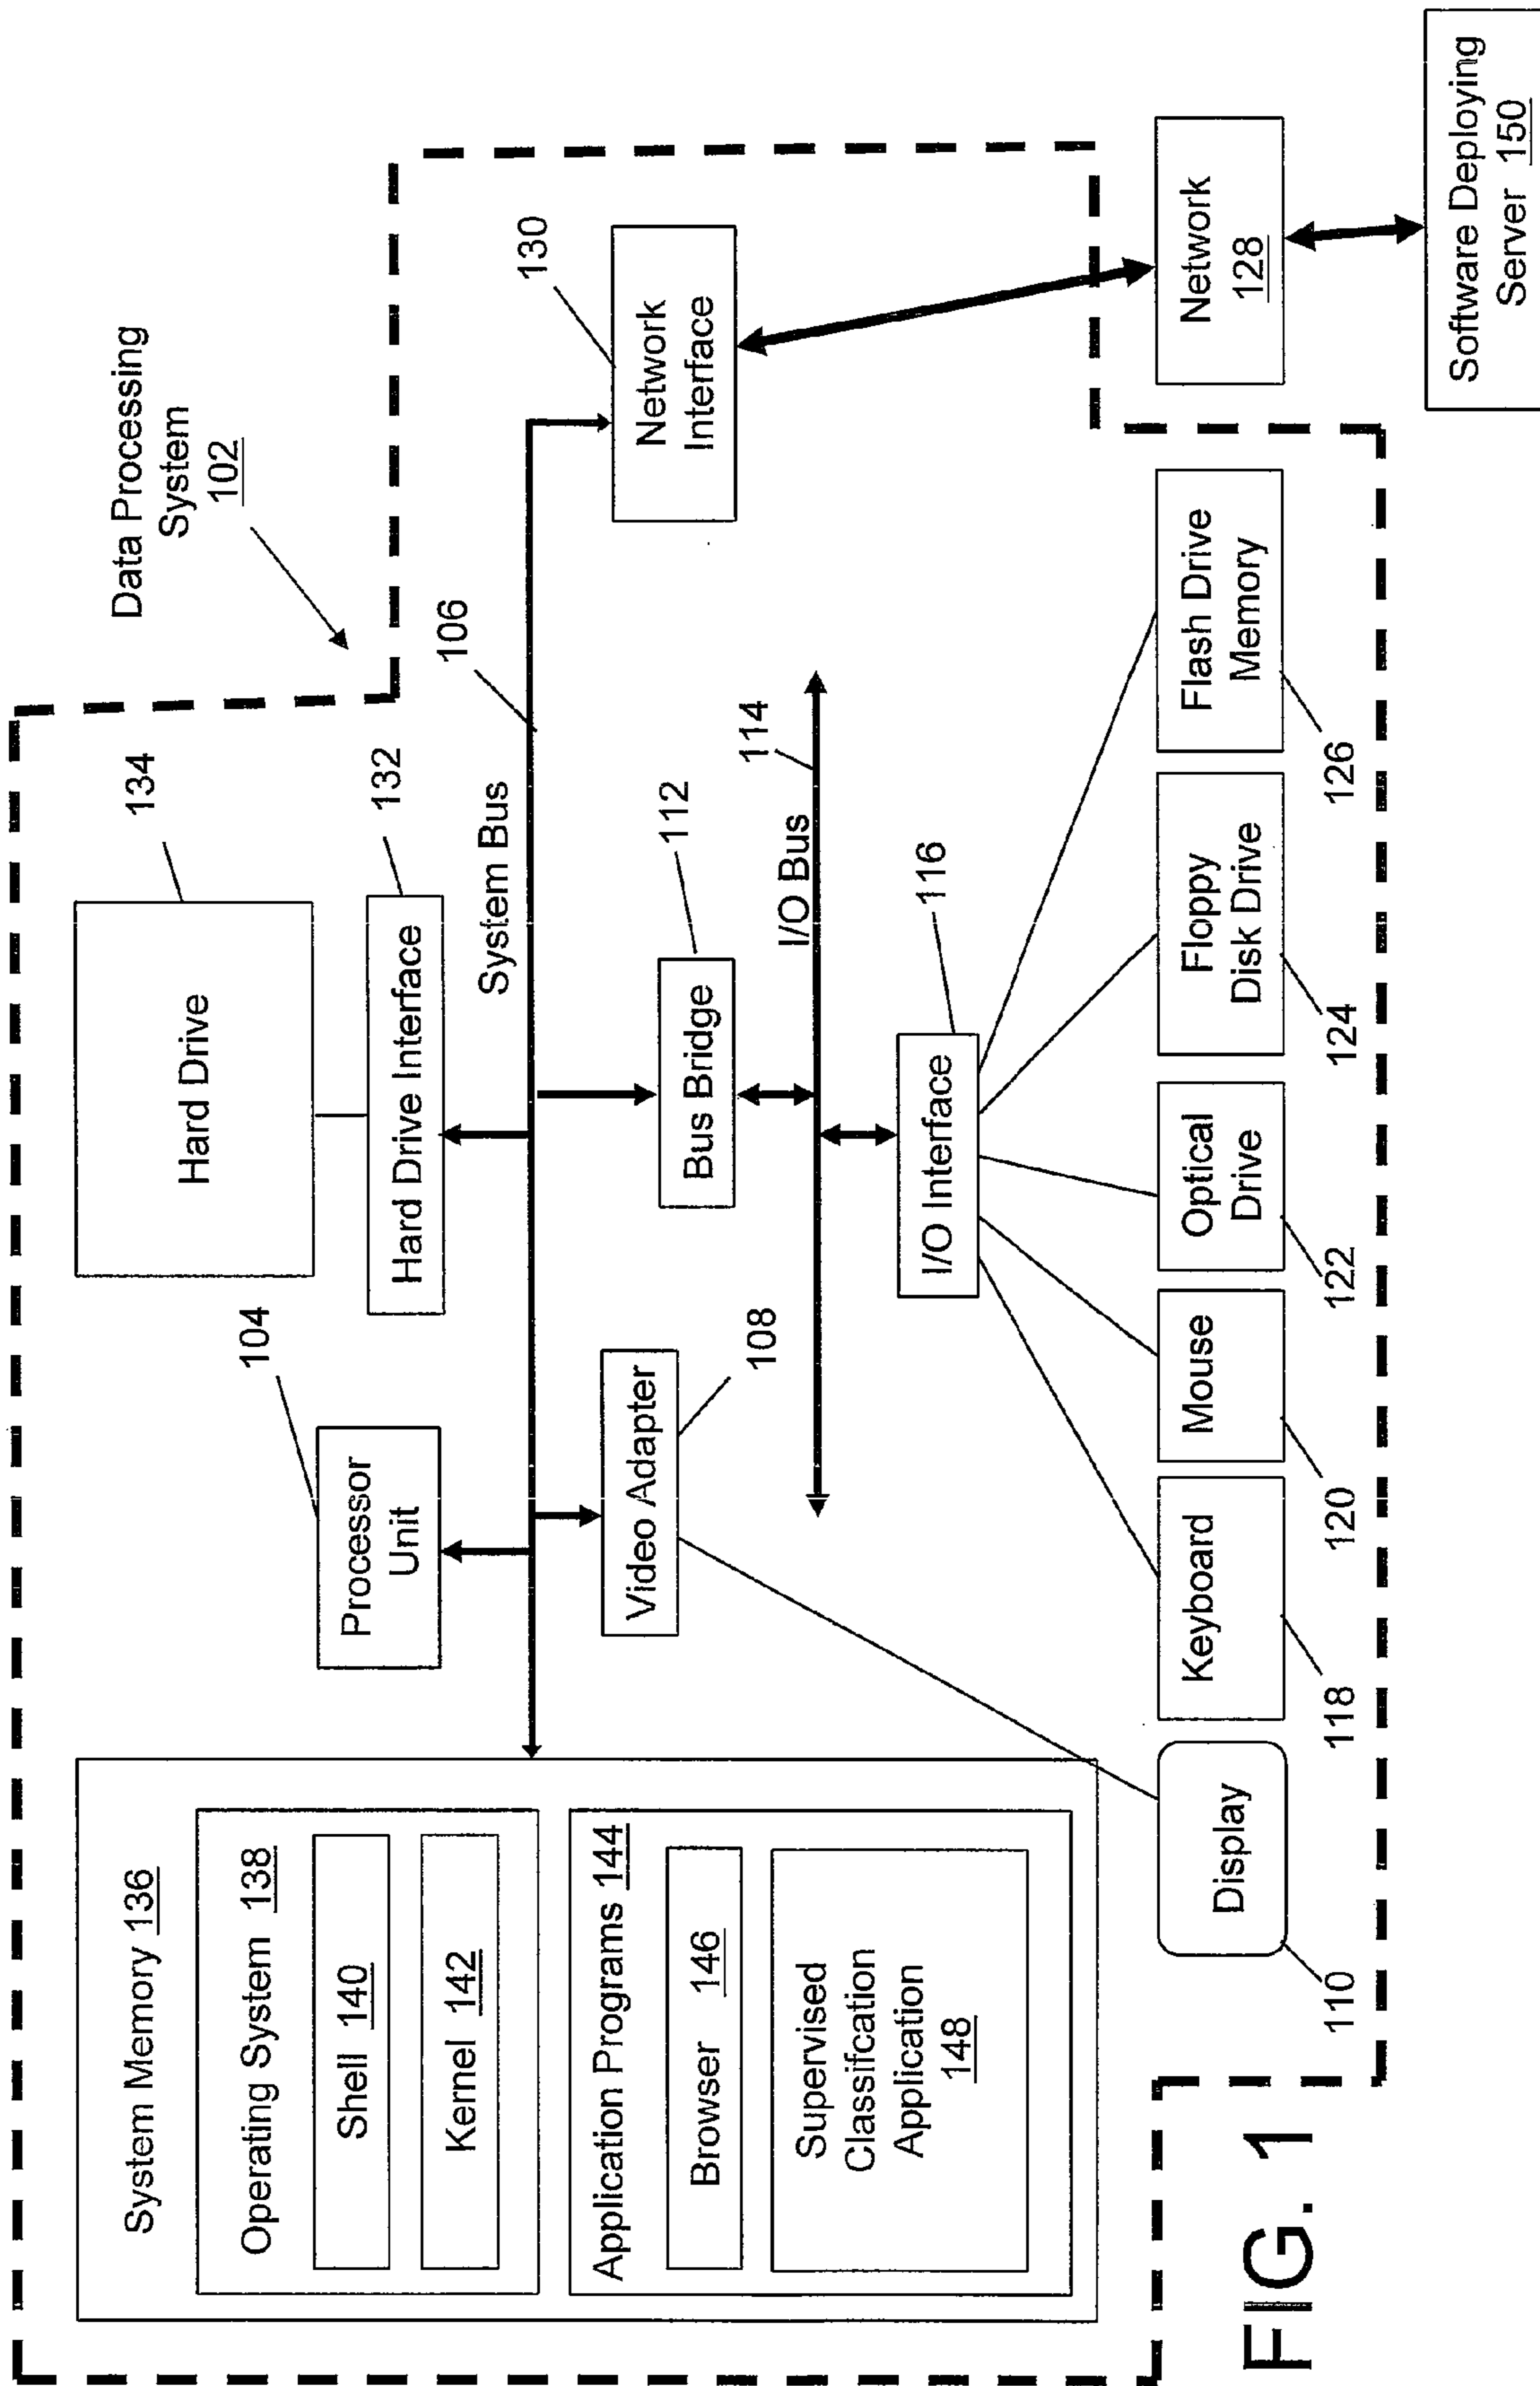 Data Processing
System
102
System Memory 136
Operating System 138
Shell 140
Kernel 142
Application Programs 144
Browser 146
Supervised
Classifcation
Application
148
104
Processor
Unit
134
Hard Drive
132
Hard Drive Interface
System Bus
106
130
Network
Interface
Video Adapter
108
112
Bus Bridge
I/O Bus
114
116
I/O Interface
Display
110
Keyboard
118
Mouse
120
Optical
Drive
122
Floppy
Disk Drive
124
Flash Drive
Memory
126
Network
128
Software Deploying
Server 150
FIG. 1